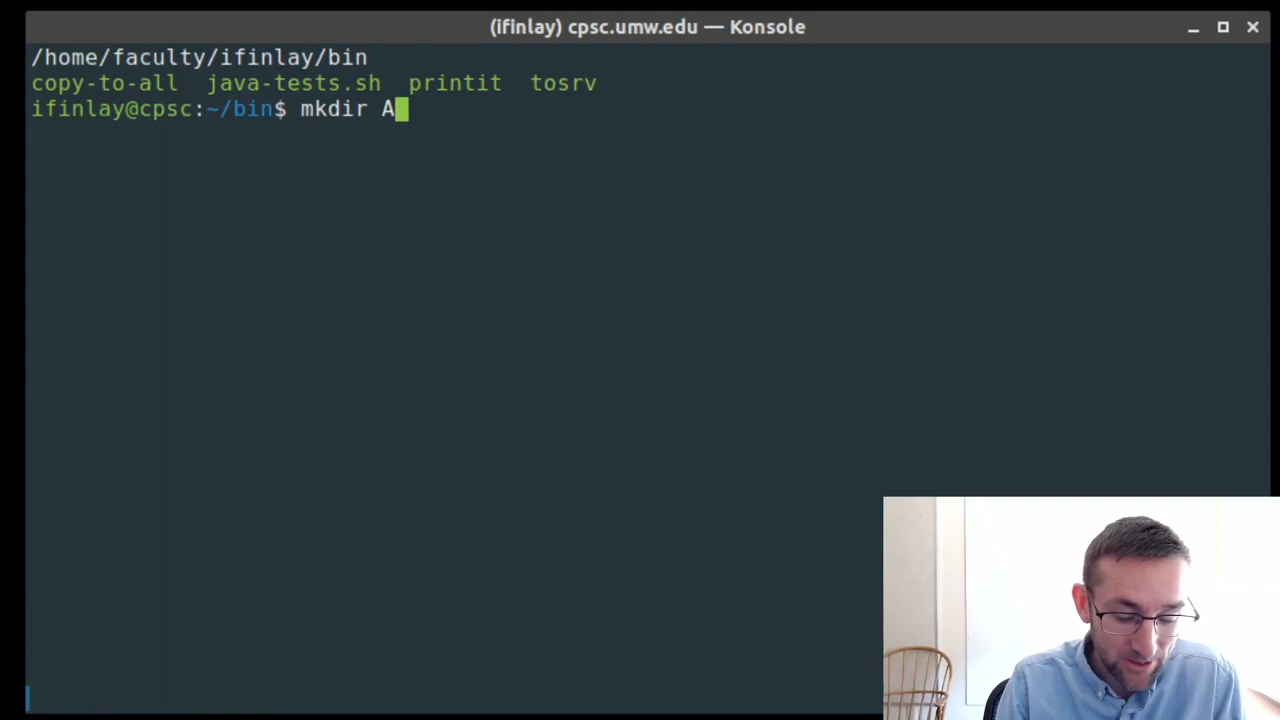 (ifinlay) cpsc.umw.edu — Konsole
/home/faculty/ifinlay/bin
copy-to-all  java-tests.sh  printit  tosrv
ifinlay@cpsc:~/bin$ mkdir A